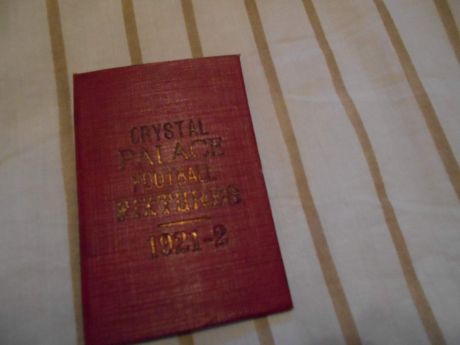 CRYSTAL
PALACE
FOOTBALL
FIXTURES
1921-2